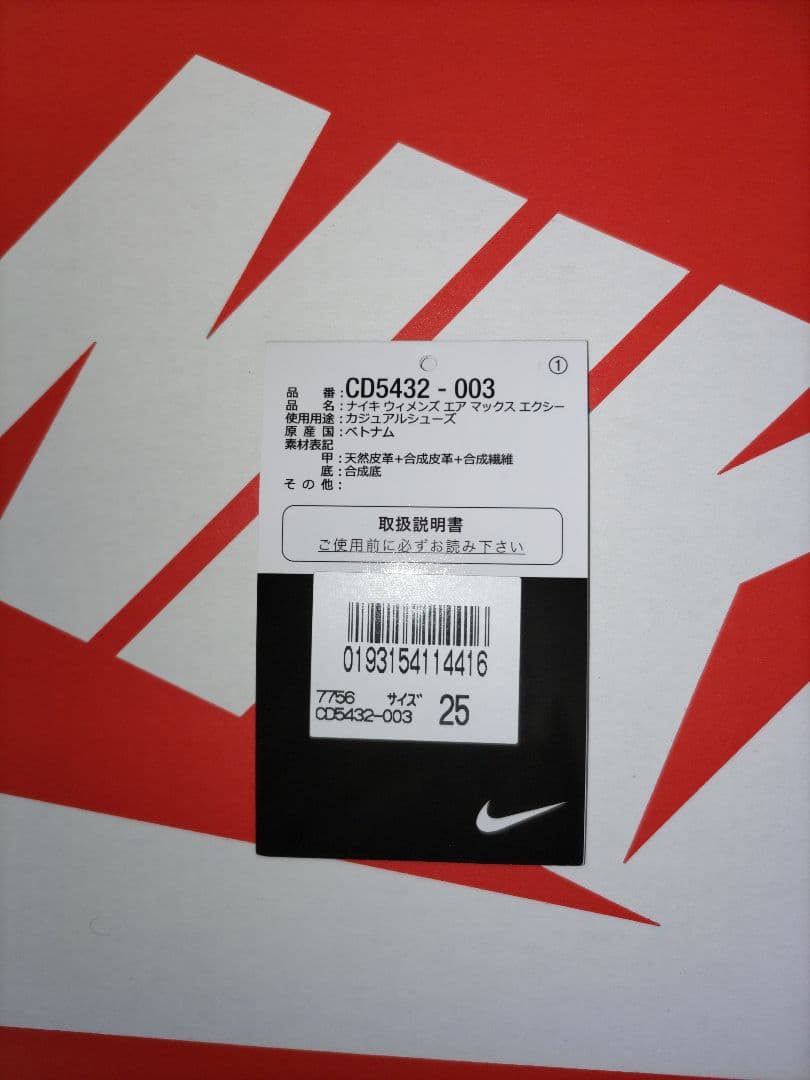 NIK
①
品番:CD5432 - 003
品名:ナイキ ウィメンズ エア マックス エクシー
使用用途:カジュアルシューズ
原産国:ベトナム
素材表記
甲:天然皮革+合成皮革+合成繊維
底:合成底
その他:
取扱説明書
ご使用前に必ずお読み下さい
0193154114416
7756 サイズ 25
CD5432-003